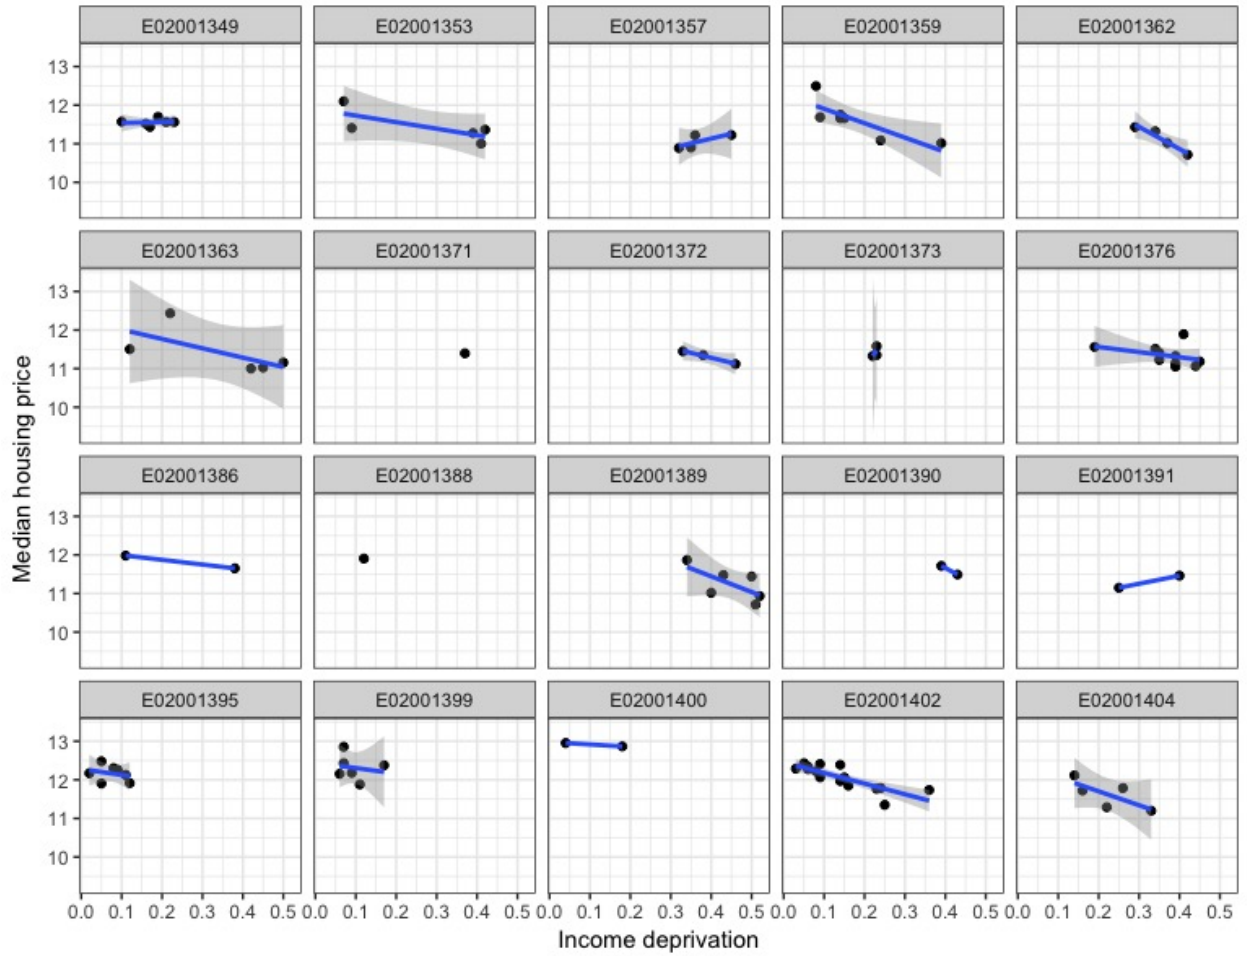 E02001349 E02001353 E02001357 E02001359 E02001362
13
12
11
10
E02001363 E02001371 E02001372 E02001373 E02001376
13
12
11
10
Median housing price
E02001386 E02001388 E02001389 E02001390 E02001391
13
12
11
10
E02001395 E02001399 E02001400 E02001402 E02001404
13
12
11
10
0.0 0.1 0.2 0.3 0.4 0.5 0.0 0.1 0.2 0.3 0.4 0.5 0.0 0.1 0.2 0.3 0.4 0.5 0.0 0.1 0.2 0.3 0.4 0.5 0.0 0.1 0.2 0.3 0.4 0.5
Income deprivation